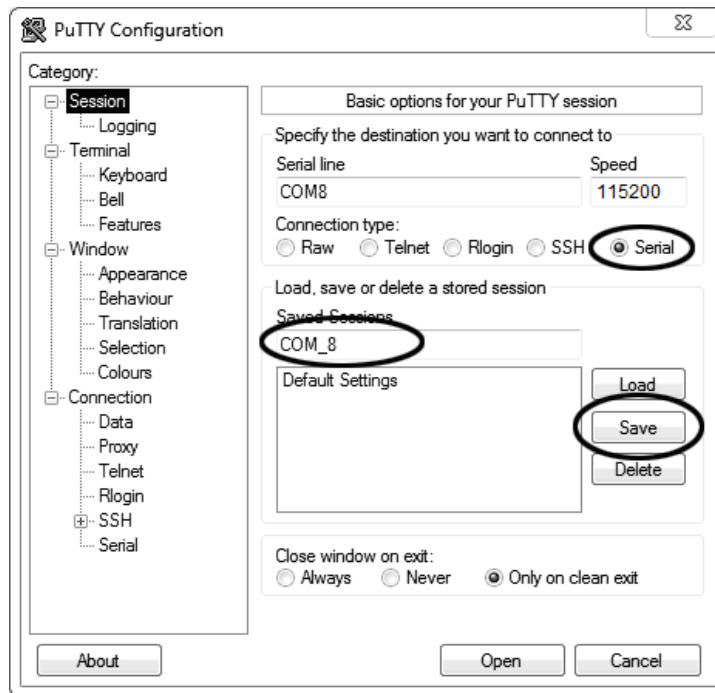 PuTTY Configuration
Category:
Session
Logging
Terminal
Keyboard
Bell
Features
Window
Appearance
Behaviour
Translation
Selection
Colours
Connection
Data
Proxy
Telnet
Rlogin
SSH
Serial
Basic options for your PuTTY session
Specify the destination you want to connect to
Serial line Speed
COM8 115200
Connection type:
Raw Telnet Rlogin SSH Serial
Load, save or delete a stored session
Saved Sessions
COM_8
Default Settings
Load
Save
Delete
Close window on exit:
Always Never Only on clean exit
About Open Cancel